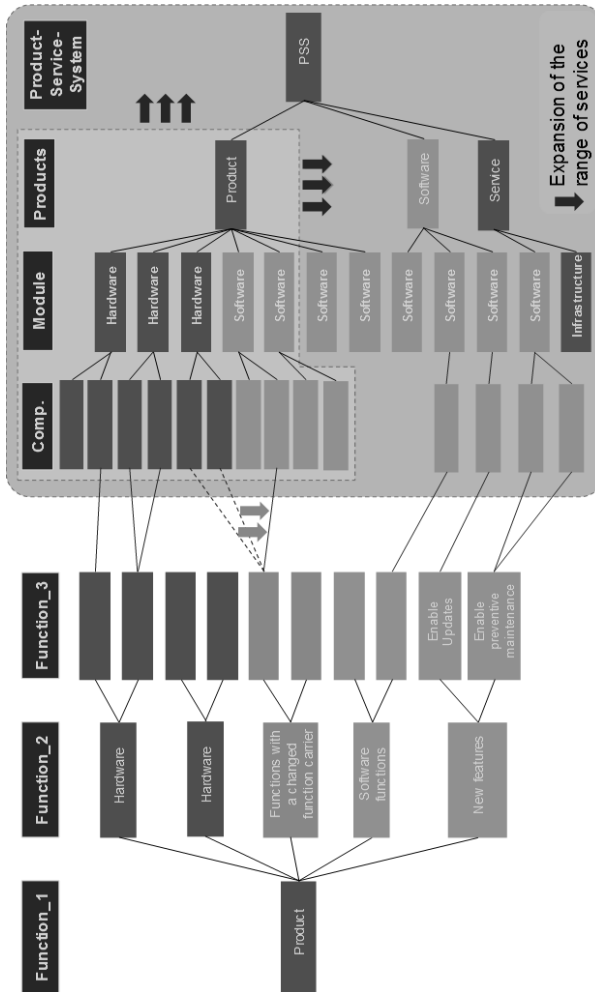 Function_1
Function_2
Function_3
Comp.
Module
Products
Product-
Service-
System
Product
Hardware
Hardware
Functions with
a changed
function carrier
Software
functions
New features
Enable
Updates
Enable
preventive
maintenance
Hardware
Hardware
Hardware
Software
Software
Software
Software
Software
Software
Software
Software
Infrastructure
Product
Software
Service
PSS
Expansion of the
range of services